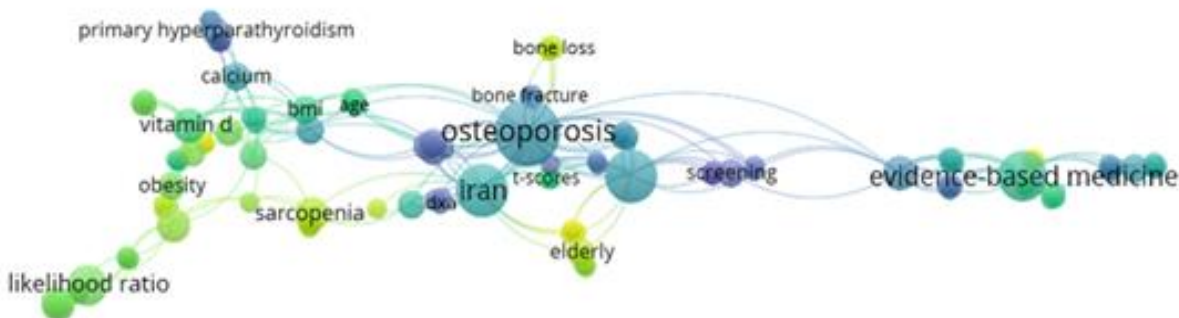 primary hyperparathyroidism
bone loss
calcium
bone fracture
bmi
age
vitamin d
osteoporosis
t-scores
screening
evidence-based medicine
obesity
iran
dxa
sarcopenia
elderly
likelihood ratio